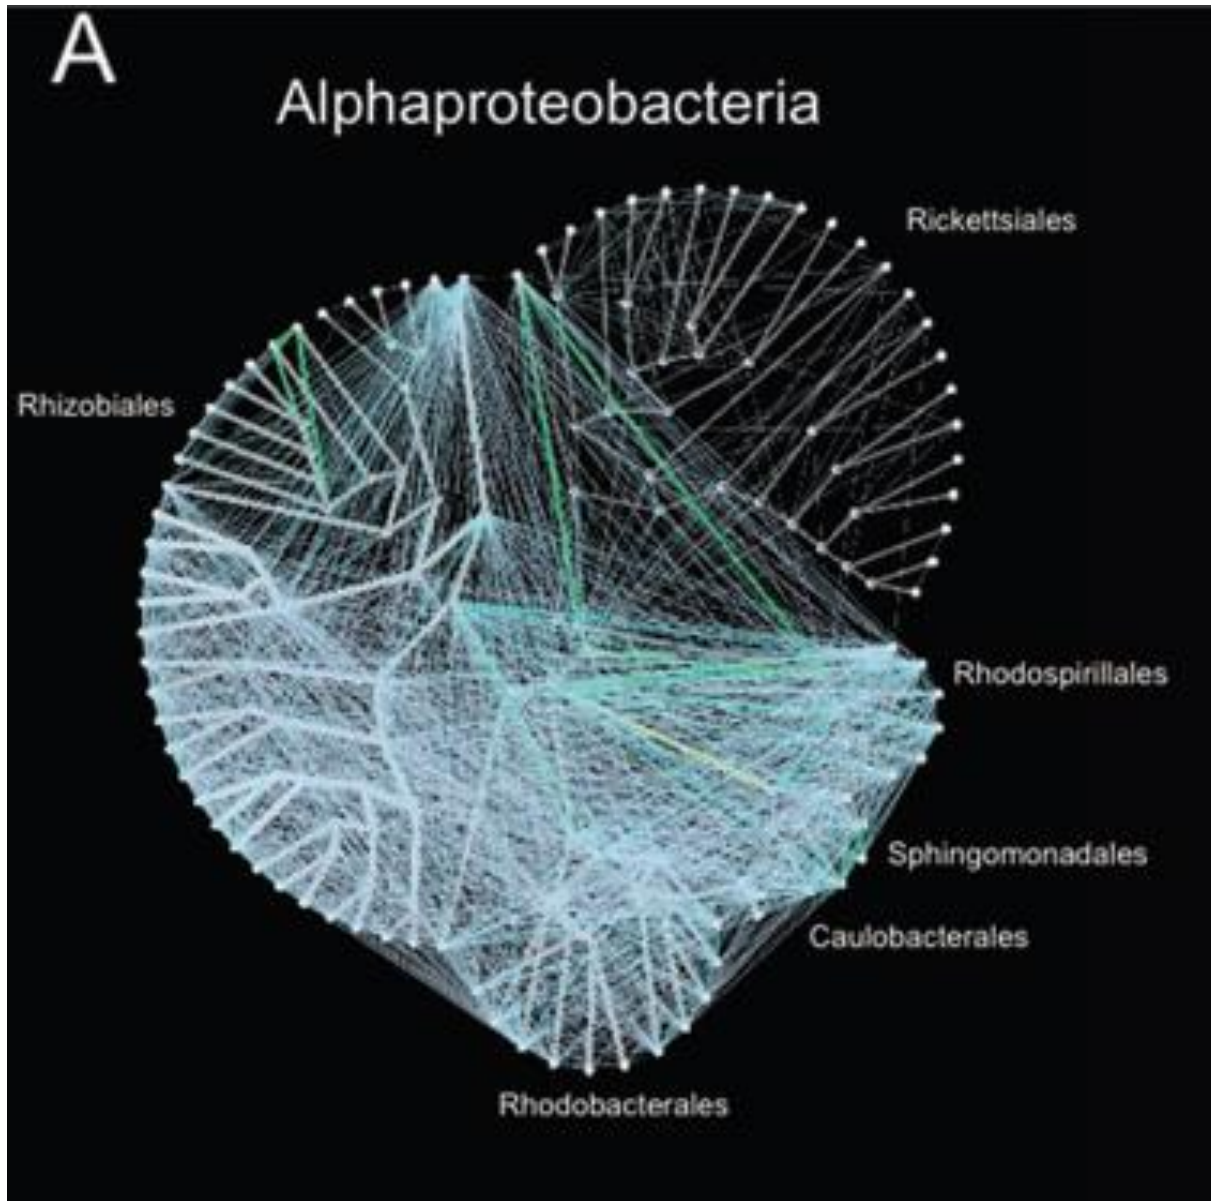 A
Alphaproteobacteria
Rickettsiales
Rhizobiales
Rhodospirillales
Sphingomonadales
Caulobacterales
Rhodobacterales